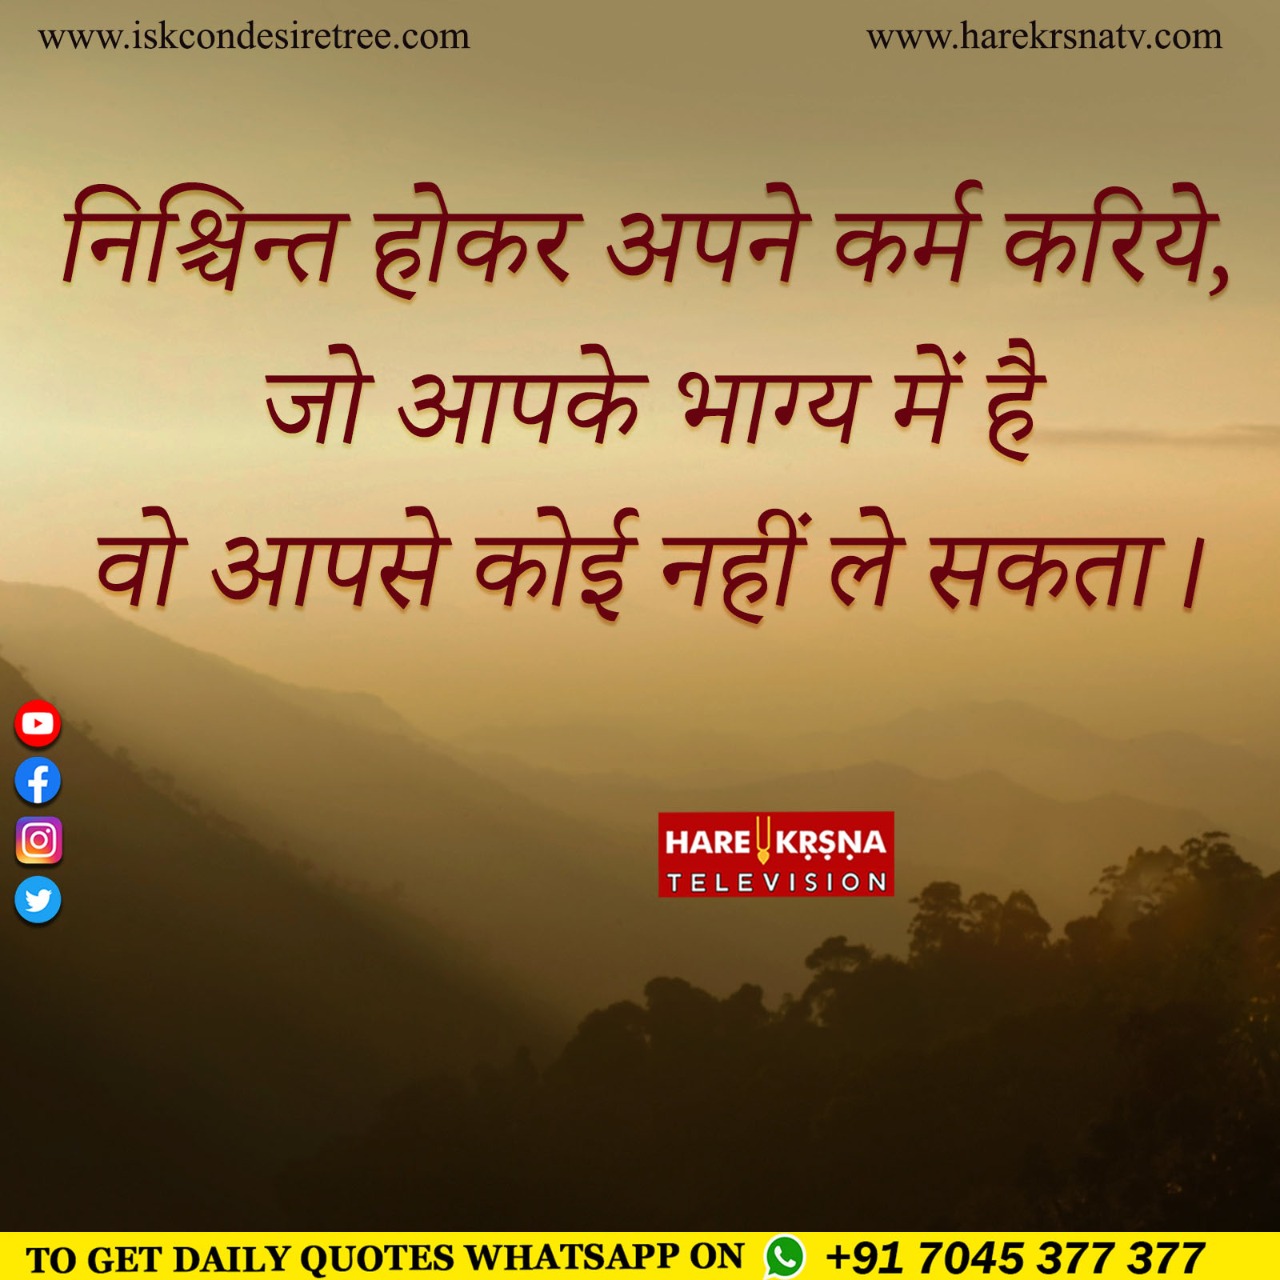 www.iskcondesiretree.com
www.harekrsnatv.com
निश्चिन्त होकर अपने कर्म करिये,
जो आपके भाग्य में है
वो आपसे कोई नहीं ले सकता।
HARE KṚṢṆA
TELEVISION
TO GET DAILY QUOTES WHATSAPP ON +91 7045 377 377